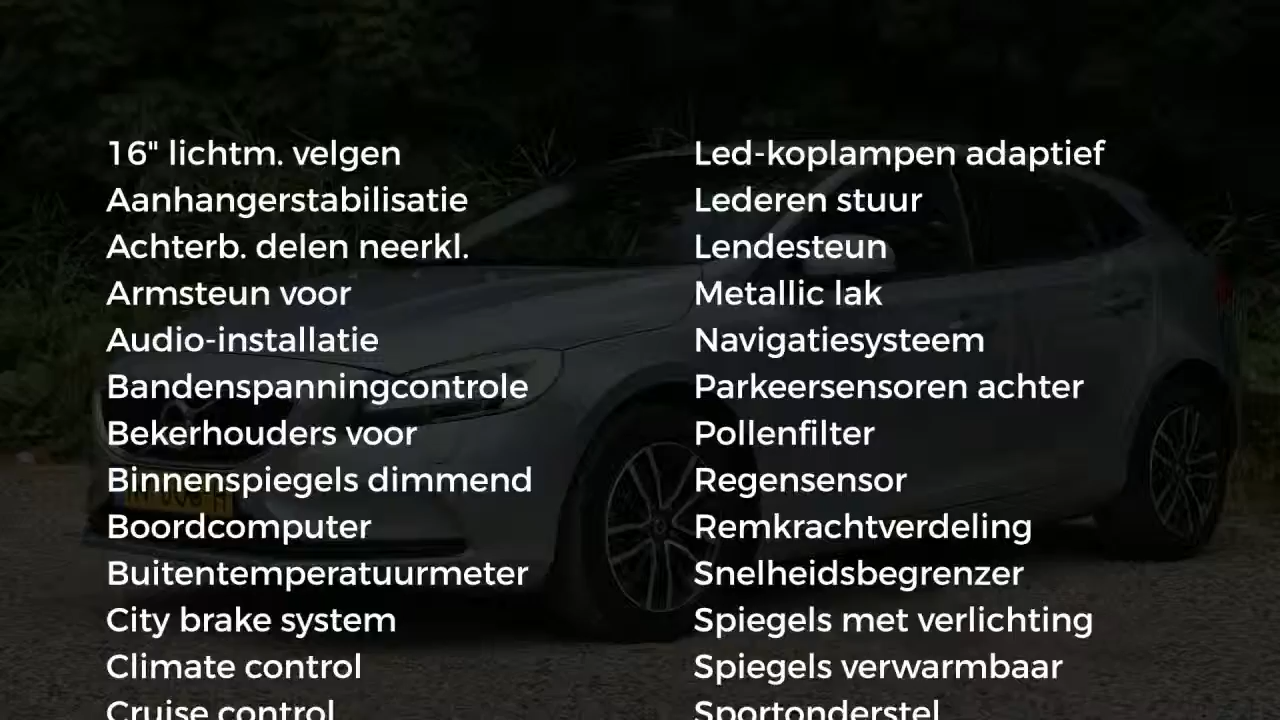 16" lichtm. velgen
Aanhangerstabilisatie
Achterb. delen neerkl.
Armsteun voor
Audio-installatie
Bandenspanningcontrole
Bekerhouders voor
Binnenspiegels dimmend
Boordcomputer
Buitentemperatuurmeter
City brake system
Climate control
Cruise control
Led-koplampen adaptief
Lederen stuur
Lendesteun
Metallic lak
Navigatiesysteem
Parkeersensoren achter
Pollenfilter
Regensensor
Remkrachtverdeling
Snelheidsbegrenzer
Spiegels met verlichting
Spiegels verwarmbaar
Sportonderstel